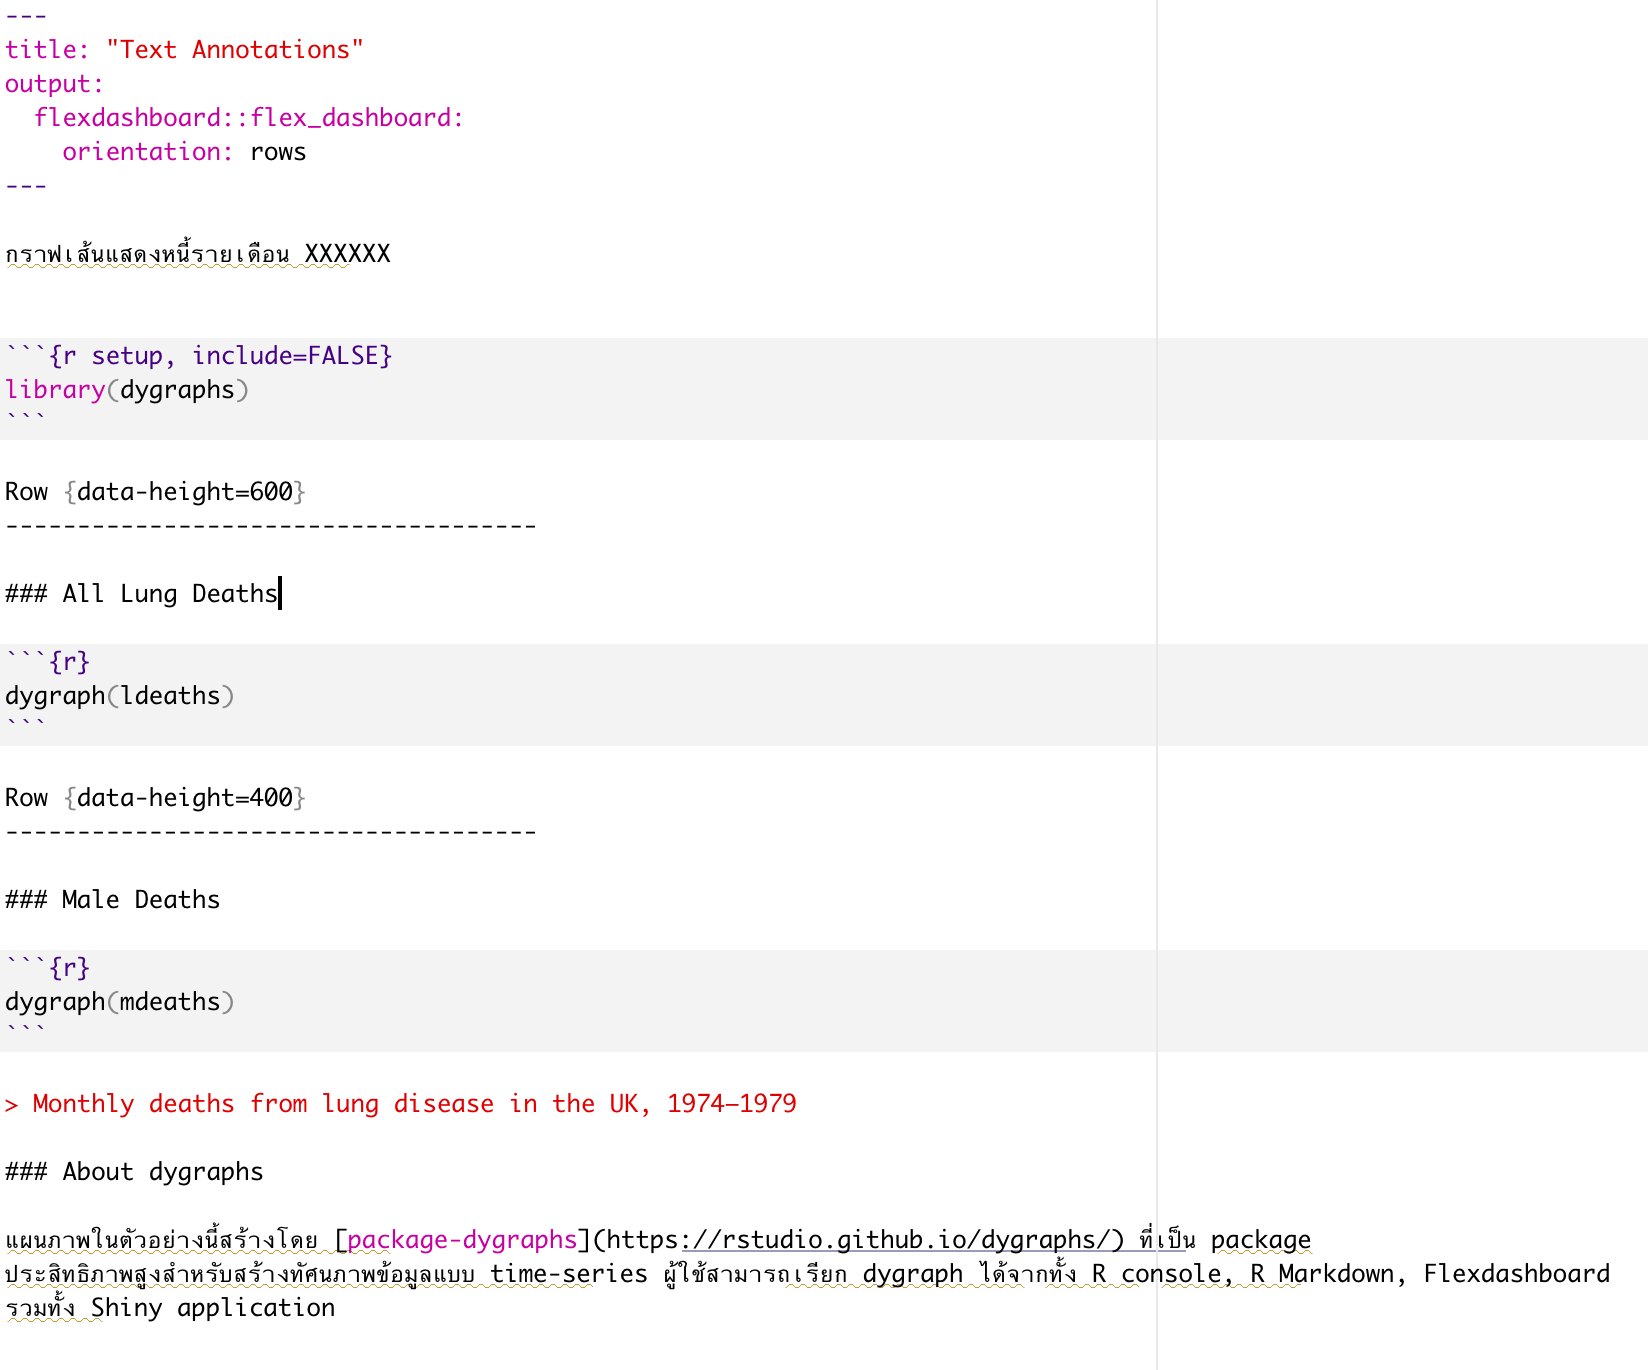 ---
title: "Text Annotations"
output:
  flexdashboard::flex_dashboard:
    orientation: rows
---
กราฟเส้นแสดงหนี้รายเดือน XXXXXX
```{r setup, include=FALSE}
library(dygraphs)
```
Row {data-height=600}
-------------------------------------
### All Lung Deaths
```{r}
dygraph(ldeaths)
```
Row {data-height=400}
-------------------------------------
### Male Deaths
```{r}
dygraph(mdeaths)
```
> Monthly deaths from lung disease in the UK, 1974–1979
### About dygraphs
แผนภาพในตัวอย่างนี้สร้างโดย [package-dygraphs](https://rstudio.github.io/dygraphs/) ที่เป็น package
ประสิทธิภาพสูงสำหรับสร้างทัศนภาพข้อมูลแบบ time-series ผู้ใช้สามารถเรียก dygraph ได้จากทั้ง R console, R Markdown, Flexdashboard
รวมทั้ง Shiny application